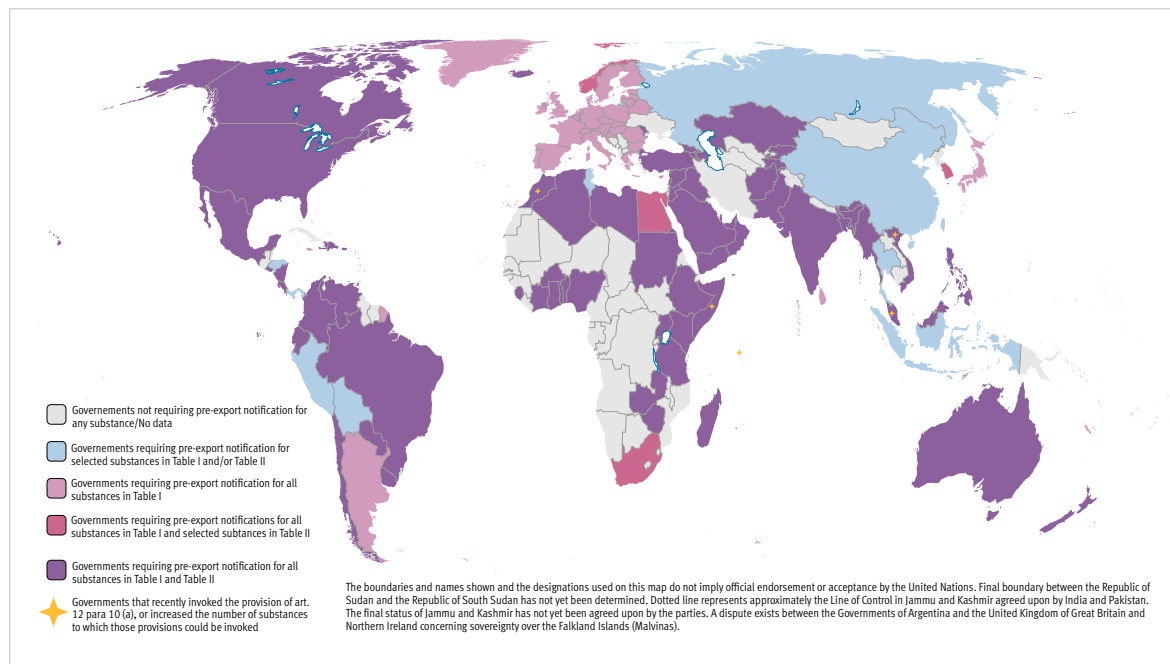 Governements not requiring pre-export notification for
any substance/No data
Governements requiring pre-export notification for
selected substances in Table I and/or Table II
Governments requiring pre-export notification for all
substances in Table I
Governments requiring pre-export notifications for all
substances in Table I and selected subtances in Table II
Governments requiring pre-export notification for all
substances in Table I and Table II
Governments that recently invoked the provision of art.
12 para 10 (a), or increased the number of substances
to which those provisions could be invoked
The boundaries and names shown and the designations used on this map do not imply official endorsement or acceptance by the United Nations. Final boundary between the Republic of
Sudan and the Republic of South Sudan has not yet been determined. Dotted line represents approximately the Line of Control in Jammu and Kashmir agreed upon by India and Pakistan.
The final status of Jammu and Kashmir has not yet been agreed upon by the parties. A dispute exists between the Governments of Argentina and the United Kingdom of Great Britain and
Northern Ireland concerning sovereignty over the Falkland Islands (Malvinas).